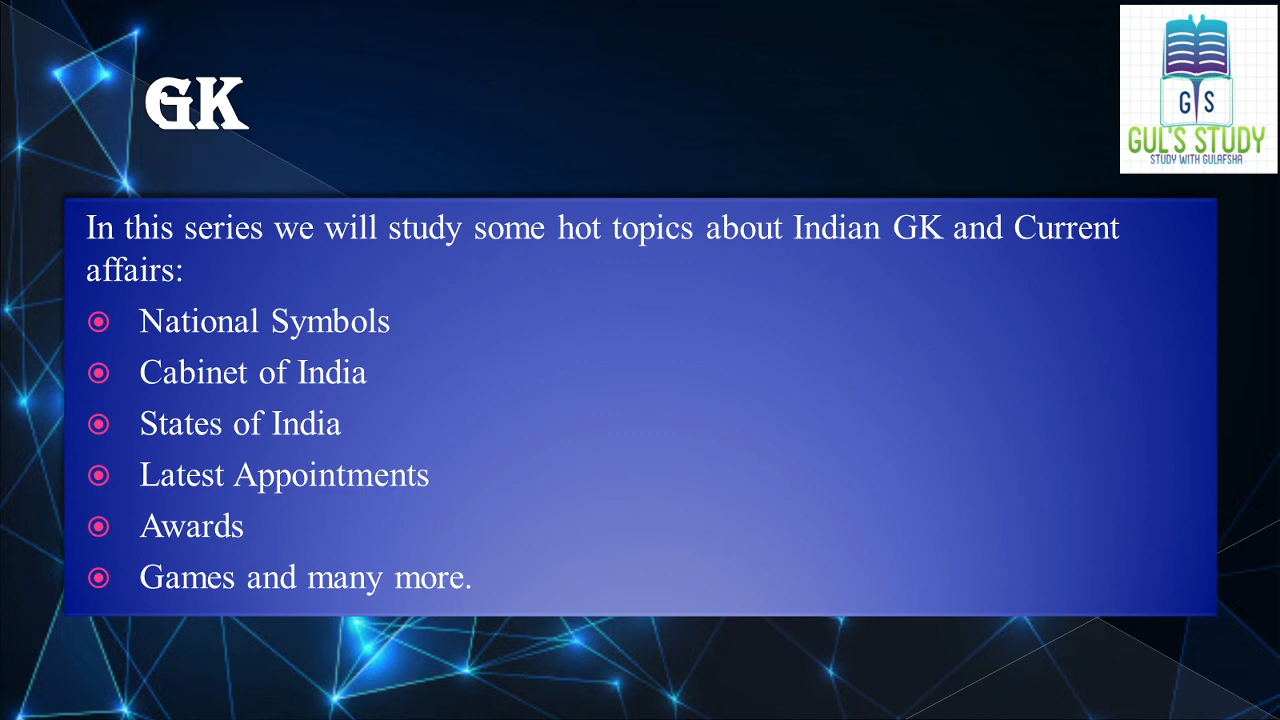 GK
G S
GUL'S STUDY
STUDY WITH GULAFSHA
In this series we will study some hot topics about Indian GK and Current
affairs:
National Symbols
Cabinet of India
States of India
Latest Appointments
Awards
Games and many more.